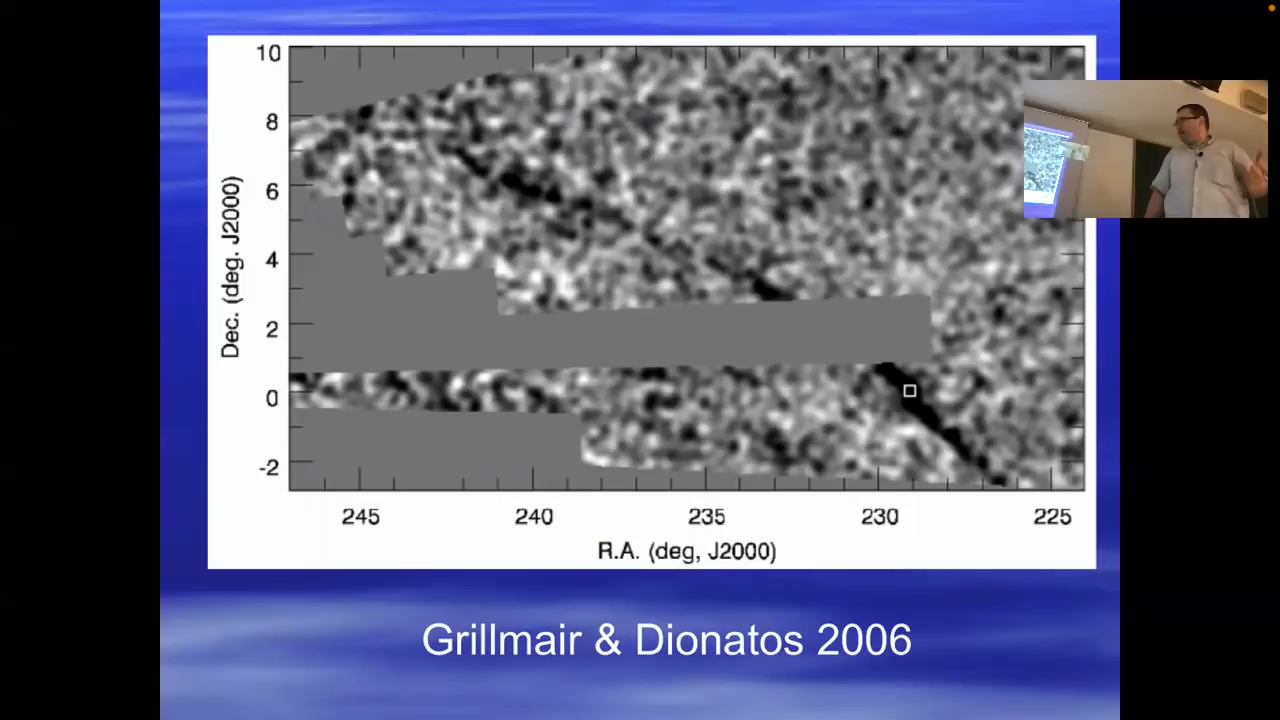 10
8
6
4
2
0
-2
Dec. (deg. J2000)
245 240 235 230 225
R.A. (deg, J2000)
Grillmair & Dionatos 2006